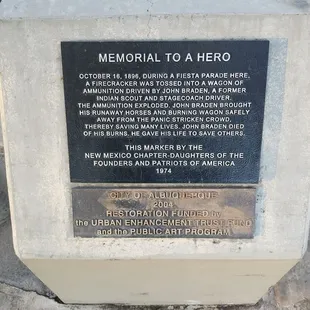 MEMORIAL TO A HERO
OCTOBER 16, 1896, DURING A FIESTA PARADE HERE,
A FIRECRACKER WAS TOSSED INTO A WAGON OF
AMMUNITION DRIVEN BY JOHN BRADEN, A FORMER
INDIAN SCOUT AND STAGECOACH DRIVER.
THE AMMUNITION EXPLODED. JOHN BRADEN BROUGHT
HIS RUNAWAY HORSES AND BURNING WAGON SAFELY
AWAY FROM THE PANIC STRICKEN CROWD,
THEREBY SAVING MANY LIVES. JOHN BRADEN DIED
OF HIS BURNS. HE GAVE HIS LIFE TO SAVE OTHERS.
THIS MARKER BY THE
NEW MEXICO CHAPTER-DAUGHTERS OF THE
FOUNDERS AND PATRIOTS OF AMERICA
1974
CITY OF ALBUQUERQUE
2004
RESTORATION FUNDED by
the URBAN ENHANCEMENT TRUST FUND
and the PUBLIC ART PROGRAM